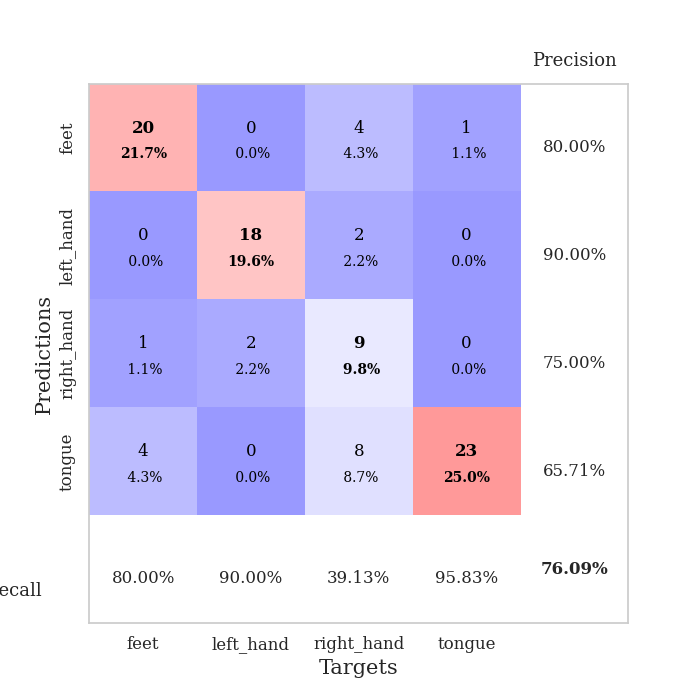 Precision
feet
20 0 4 1
21.7% 0.0% 4.3% 1.1%
80.00%
left_hand
0 18 2 0
0.0% 19.6% 2.2% 0.0%
90.00%
Predictions
right_hand
1 2 9 0
1.1% 2.2% 9.8% 0.0%
75.00%
tongue
4 0 8 23
4.3% 0.0% 8.7% 25.0%
65.71%
ecall
80.00% 90.00% 39.13% 95.83% 76.09%
feet left_hand right_hand tongue
Targets